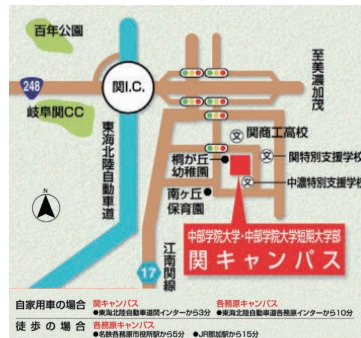 百年公園
248
岐阜関CC
関I.C.
至美濃加茂
東海北陸自動車道
文
関商工高校
桐が丘
幼稚園
文
関特別支援学校
文
中濃特別支援学校
南ヶ丘
保育園
N
中部学院大学・中部学院大学短期大学部
関キャンパス
江南関線
17
自家用車の場合
関キャンパス
●東海北陸自動車道関インターから3分
各務原キャンパス
●東海北陸自動車道各務原インターから10分
徒歩の場合
各務原キャンパス
●名鉄各務原市役所駅から5分 ●JR那加駅から15分